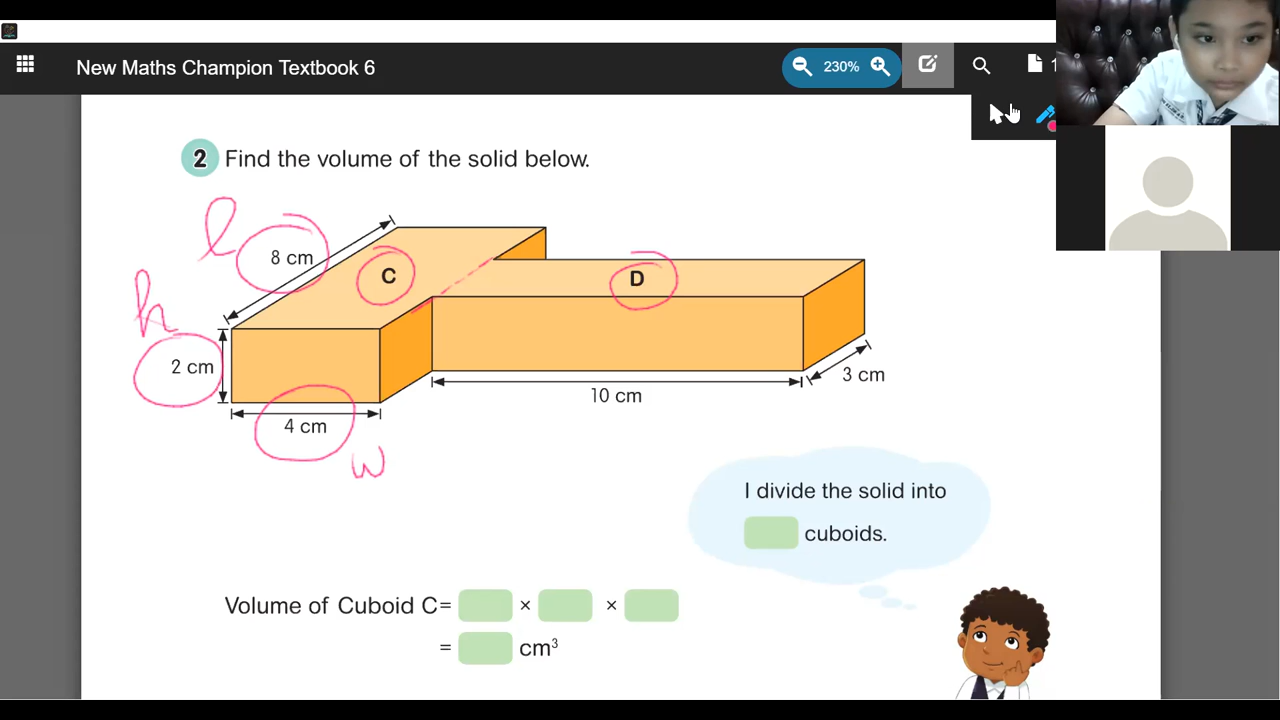 New Maths Champion Textbook 6
230%
1
2 Find the volume of the solid below.
l
8 cm
C
D
h
2 cm
3 cm
10 cm
4 cm
w
I divide the solid into
cuboids.
Volume of Cuboid C= × ×
= cm³